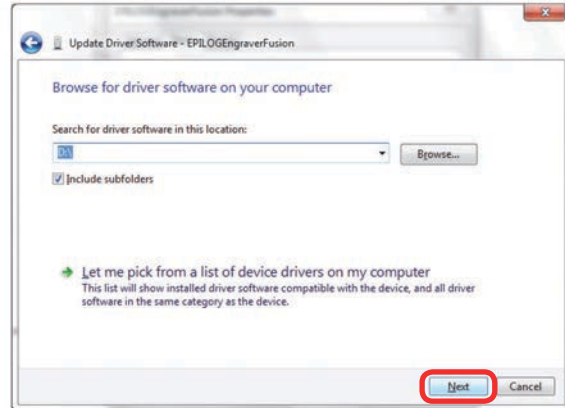 EPILOGEngraverFusion Properties
Update Driver Software - EPILOGEngraverFusion
Browse for driver software on your computer
Search for driver software in this location:
D:\
Browse...
Include subfolders
Let me pick from a list of device drivers on my computer
This list will show installed driver software compatible with the device, and all driver
software in the same category as the device.
Next
Cancel